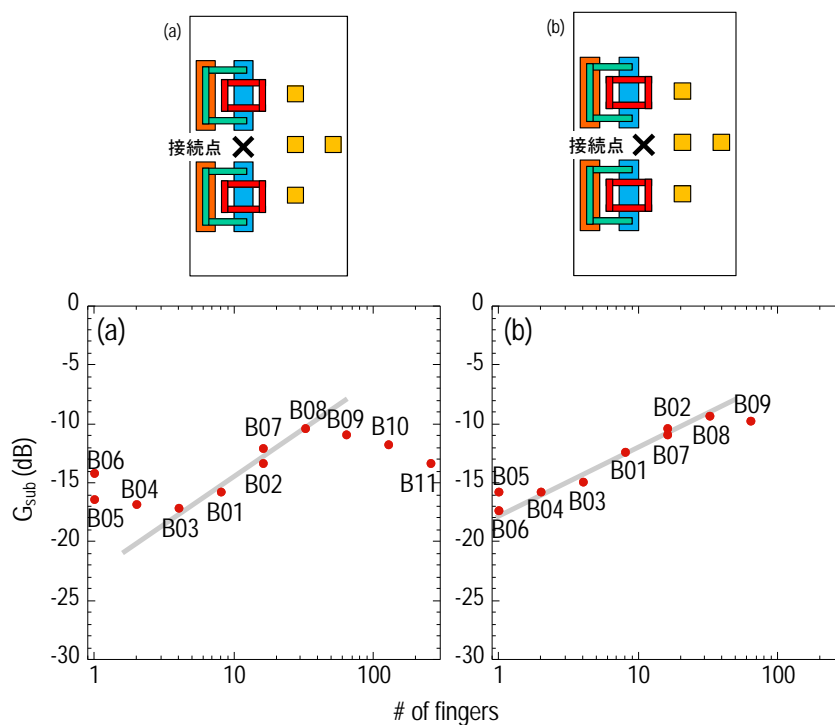 (a)
(b)
接続点
接続点
(a)
(b)
0
-5
-10
-15
-20
-25
-30
G_sub (dB)
B06
B05
B04
B03
B01
B07
B02
B08
B09
B10
B11
1
10
100
0
-5
-10
-15
-20
-25
-30
B05
B06
B04
B03
B01
B02
B07
B08
B09
1
10
100
# of fingers